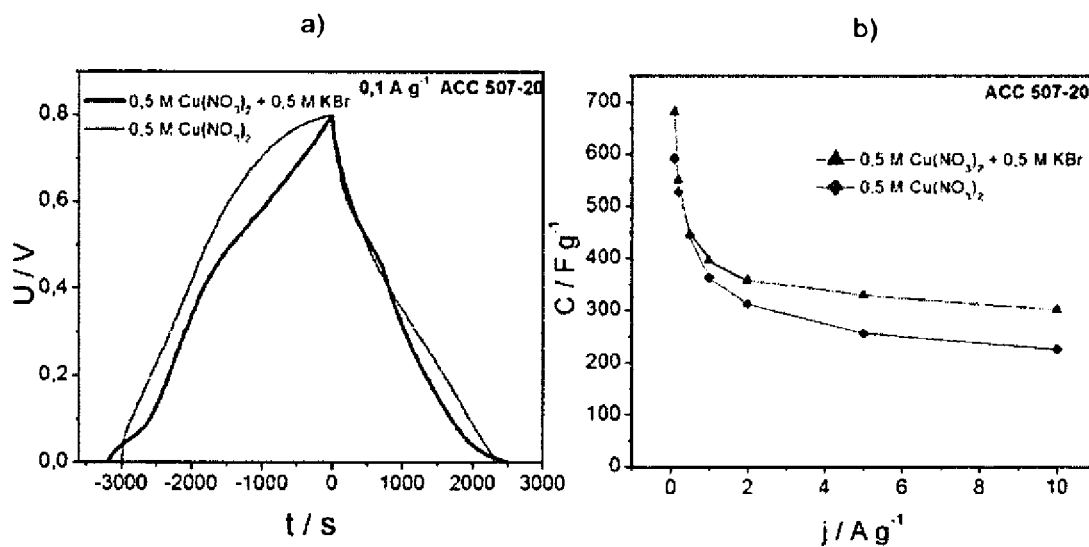 a)
0,1 A g⁻¹ ACC 507-20
0,5 M Cu(NO₃)₂ + 0,5 M KBr
0,5 M Cu(NO₃)₂
0,8
0,6
0,4
0,2
0,0
U / V
-3000 -2000 -1000 0 1000 2000 3000
t / s
b)
ACC 507-20
0,5 M Cu(NO₃)₂ + 0,5 M KBr
0,5 M Cu(NO₃)₂
700
600
500
400
300
200
100
0
C / F g⁻¹
0 2 4 6 8 10
j / A g⁻¹